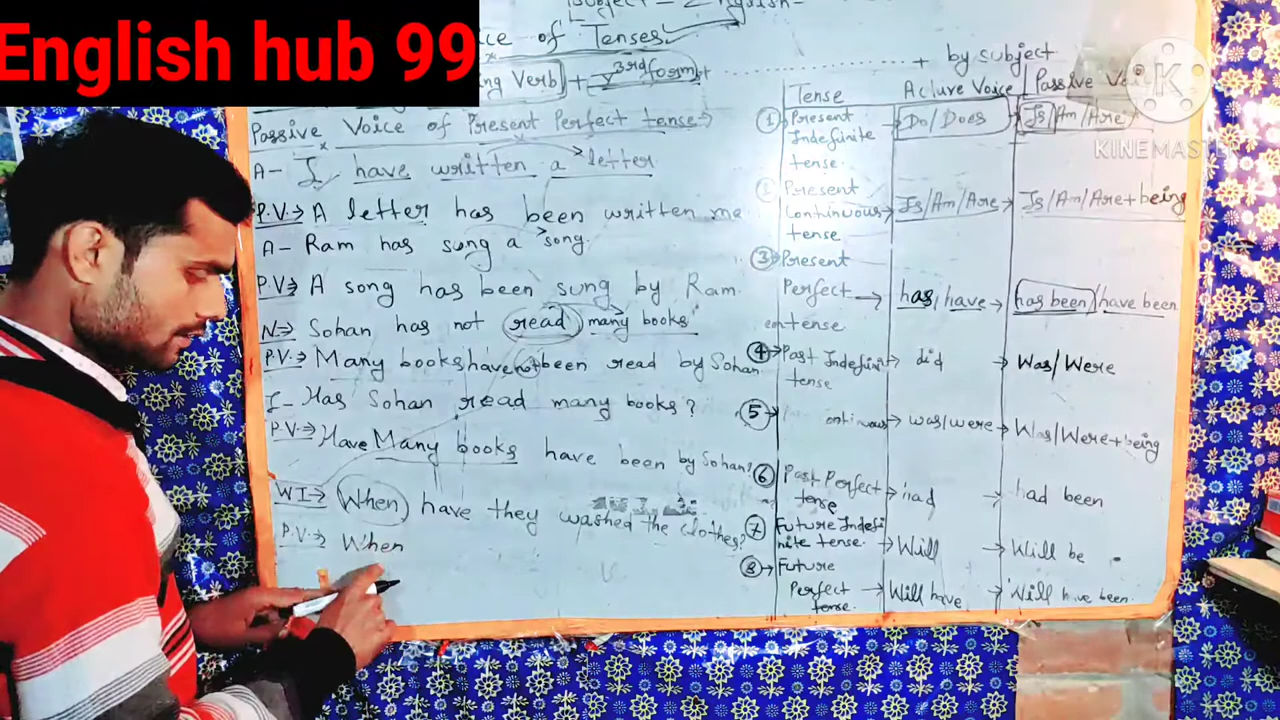 English hub 99
Subject - English
ce of Tenses
ng Verb + V 3rd form + by subject
Passive Voice of Present Perfect tense →
A - I have written a letter
P.V.→ A letter has been written me
A - Ram has sung a song.
P.V→ A song has been sung by Ram.
N→ Sohan has not read many books
P.V→ Many books have not been read by Sohan
I - Has Sohan read many books?
P.V→ Have Many books have been by Sohan?
WI→ When have they washed the clothes?
P.V→ When
Tense Active Voice Passive Voi
① Present Indefinite tense. Do/Does Is/Am/Are
Present Continuous tense → Is/Am/Are → Is/Am/Are+being
③→ Present Perfect tense → has/have → has been/have been
④→ Past Indefinit tense → did → Was/Were
⑤→ ontinuous → was/were → Was/Were+being
⑥ Past Perfect tense → had → had been
⑦ Future Indefinite tense. → Will → Will be
⑧→ Future Perfect tense. → Will have → Will have been
K
KINEMASTER